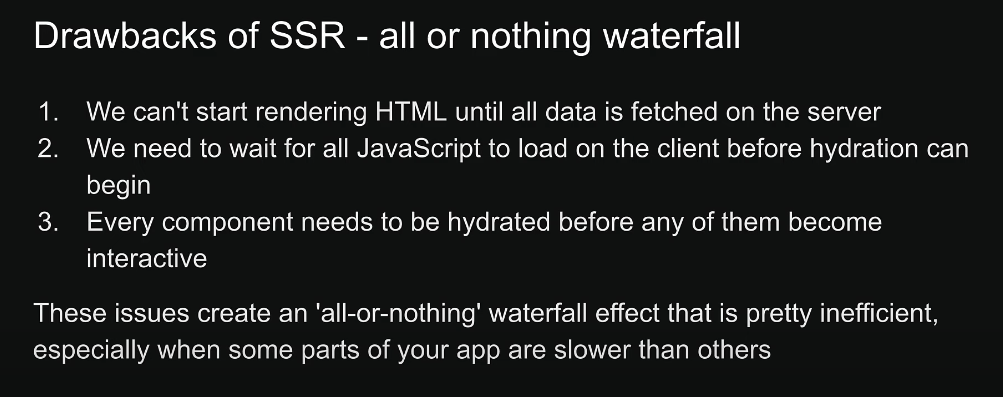 Drawbacks of SSR - all or nothing waterfall
1. We can't start rendering HTML until all data is fetched on the server
2. We need to wait for all JavaScript to load on the client before hydration can
begin
3. Every component needs to be hydrated before any of them become
interactive
These issues create an 'all-or-nothing' waterfall effect that is pretty inefficient,
especially when some parts of your app are slower than others